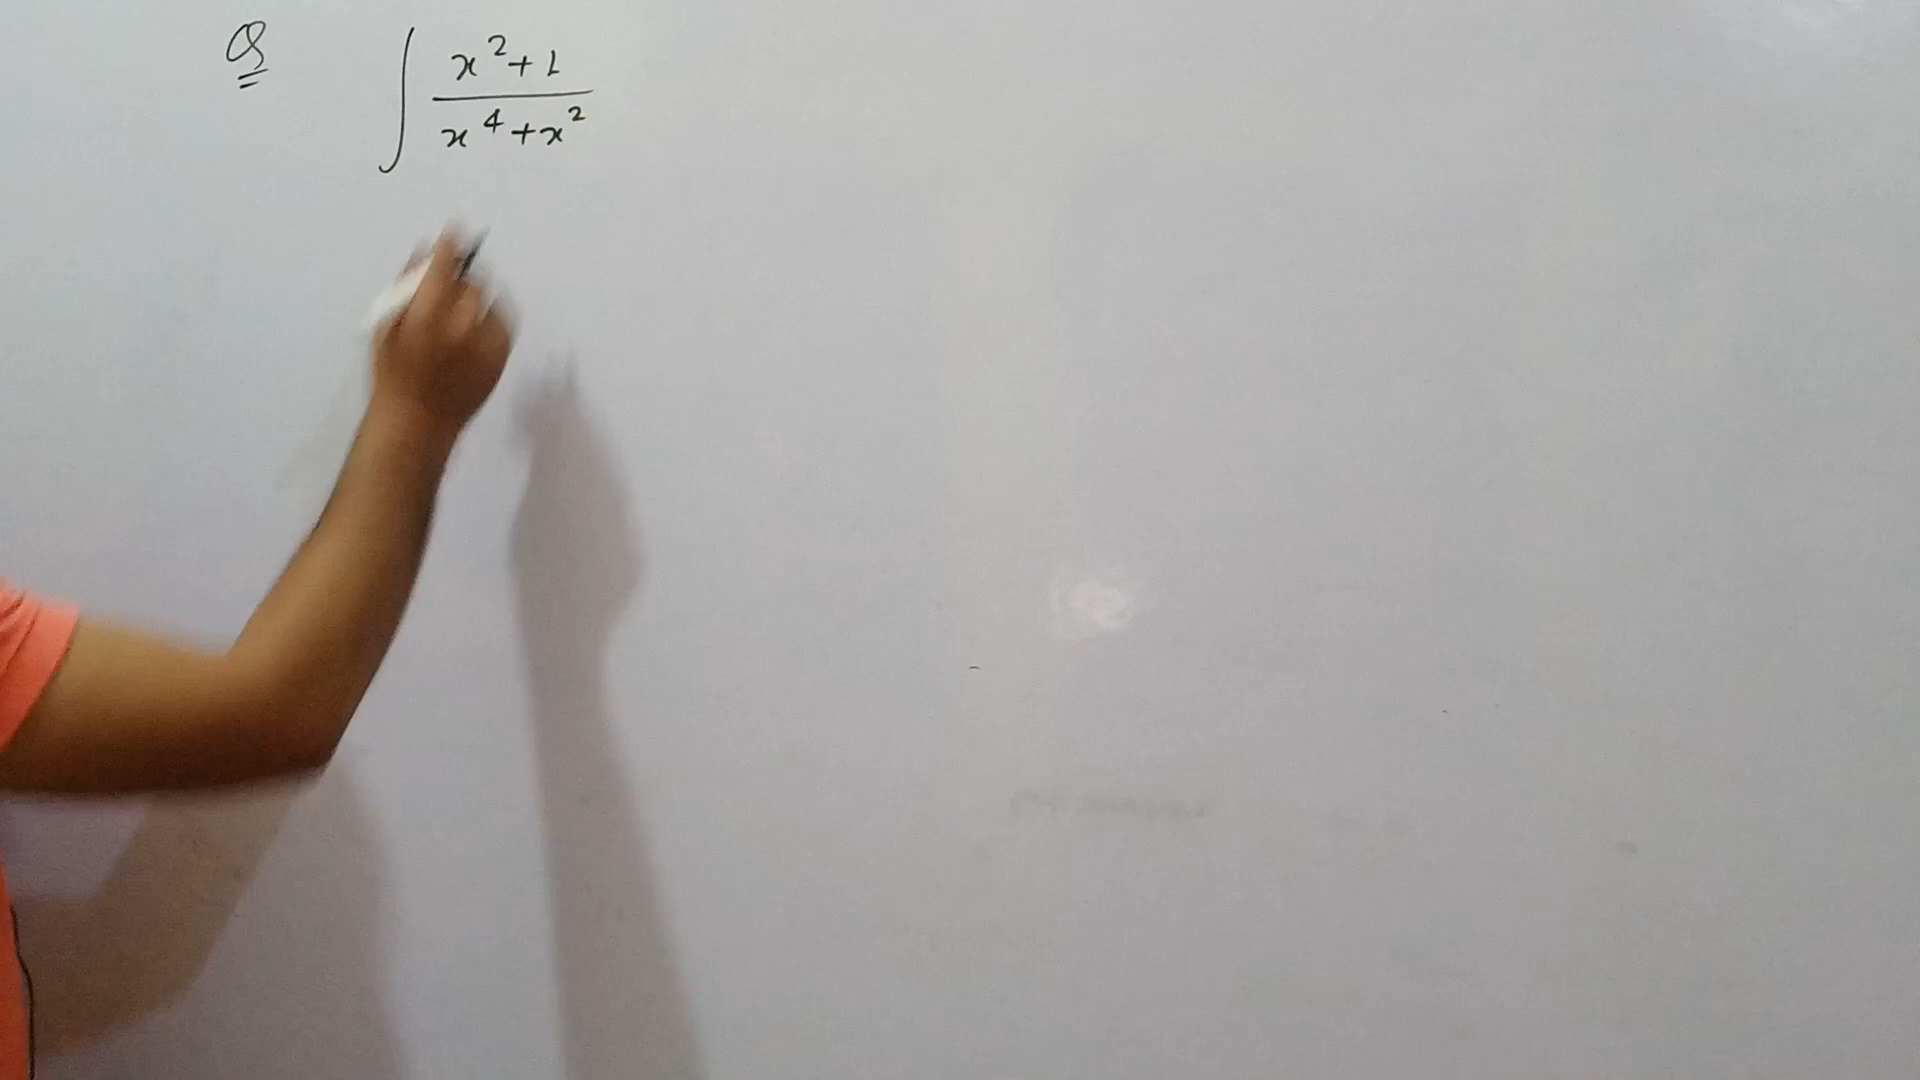 Q ∫ (x²+1)/(x⁴+x²)